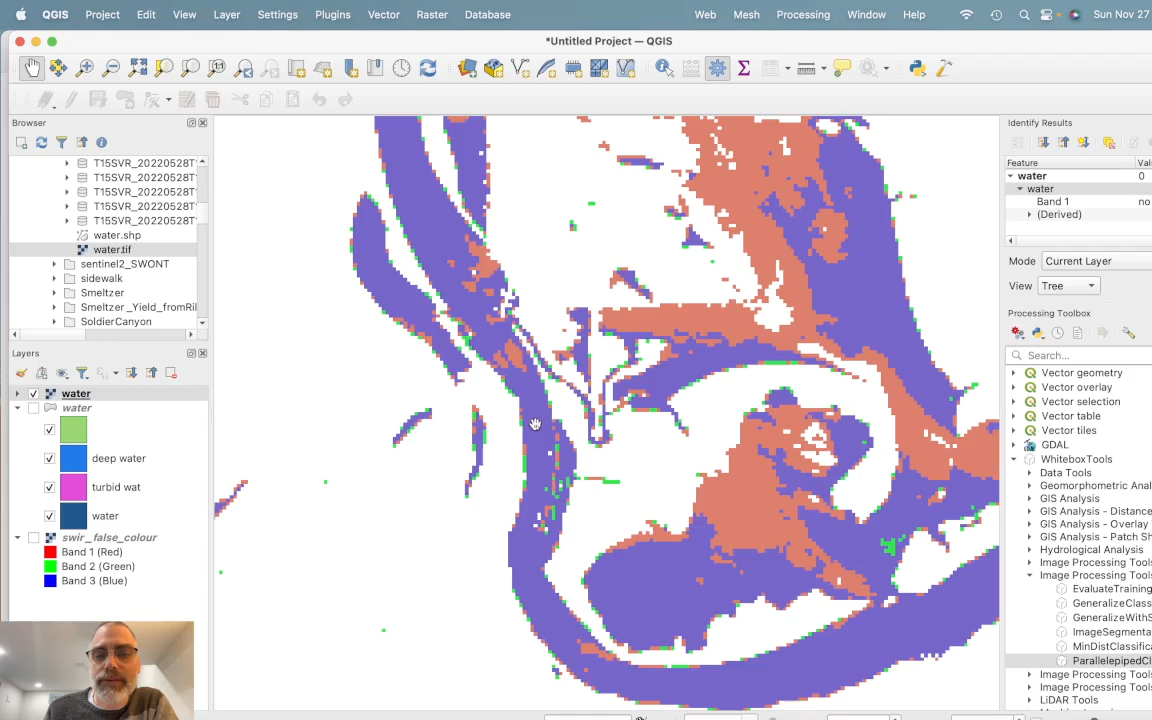 QGIS Project Edit View Layer Settings Plugins Vector Raster Database Web Mesh Processing Window Help Sun Nov 27
*Untitled Project — QGIS
Browser
T15SVR_20220528T
T15SVR_20220528T
T15SVR_20220528T
T15SVR_20220528T
T15SVR_20220528T
water.shp
water.tif
sentinel2_SWONT
sidewalk
Smeltzer
Smeltzer_Yield_fromRil
SoldierCanyon
Layers
water
water
deep water
turbid wat
water
swir_false_colour
Band 1 (Red)
Band 2 (Green)
Band 3 (Blue)
Identify Results
Feature Val
water 0
water
Band 1 no
(Derived)
Mode Current Layer
View Tree
Processing Toolbox
Search...
Vector geometry
Vector overlay
Vector selection
Vector table
Vector tiles
GDAL
WhiteboxTools
Data Tools
Geomorphometric Anal
GIS Analysis
GIS Analysis - Distance
GIS Analysis - Overlay
GIS Analysis - Patch Sh
Hydrological Analysis
Image Processing Tools
Image Processing Tools
EvaluateTraining
GeneralizeClass
GeneralizeWithS
ImageSegmenta
MinDistClassifica
ParallelepipedCl
Image Processing Tools
Image Processing Tools
LiDAR Tools